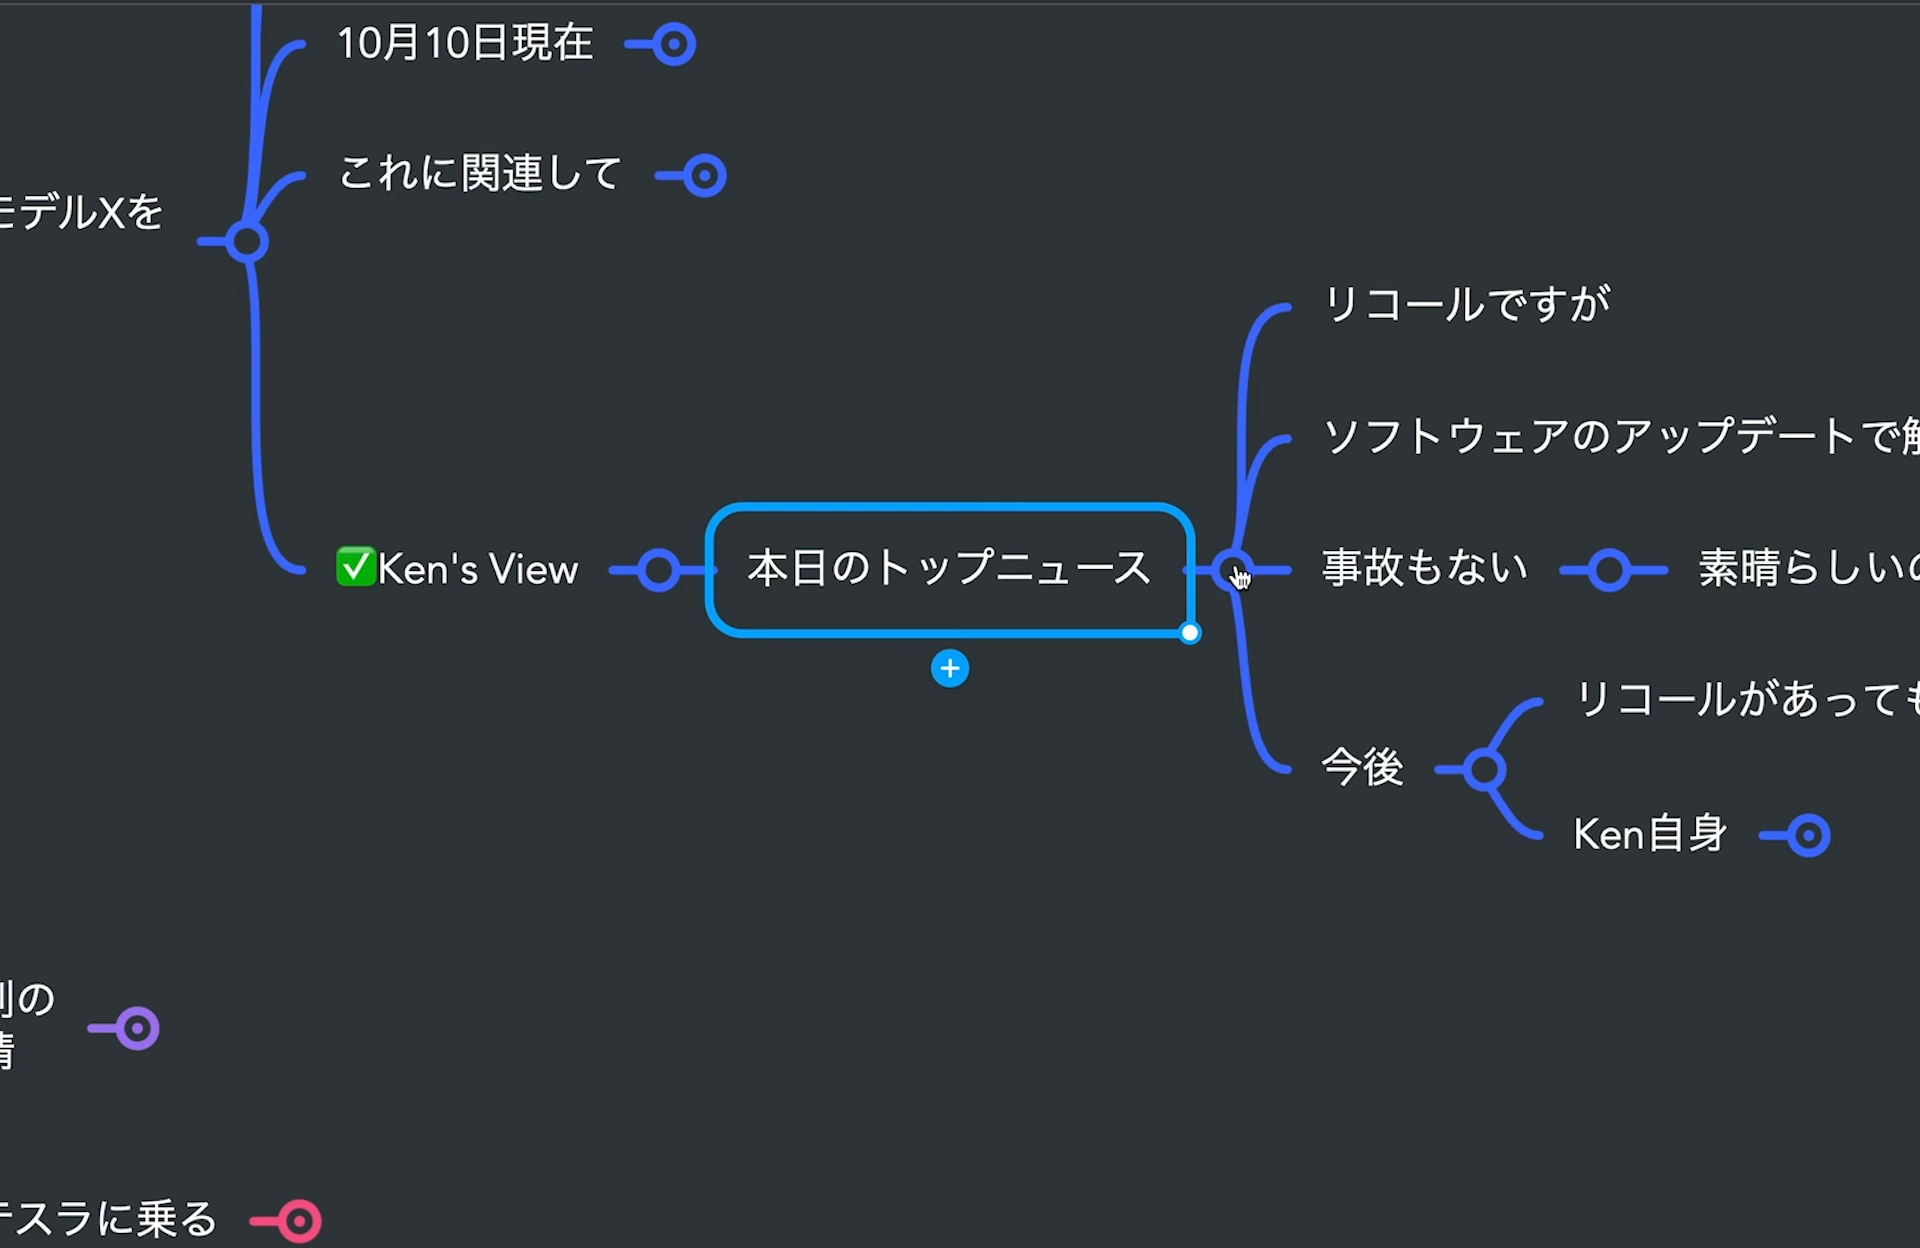 10月10日現在
これに関連して
モデルXを
リコールですが
ソフトウェアのアップデートで
✅Ken's View
本日のトップニュース
事故もない
素晴らしい
リコールがあっても
今後
Ken自身
の
スラに乗る